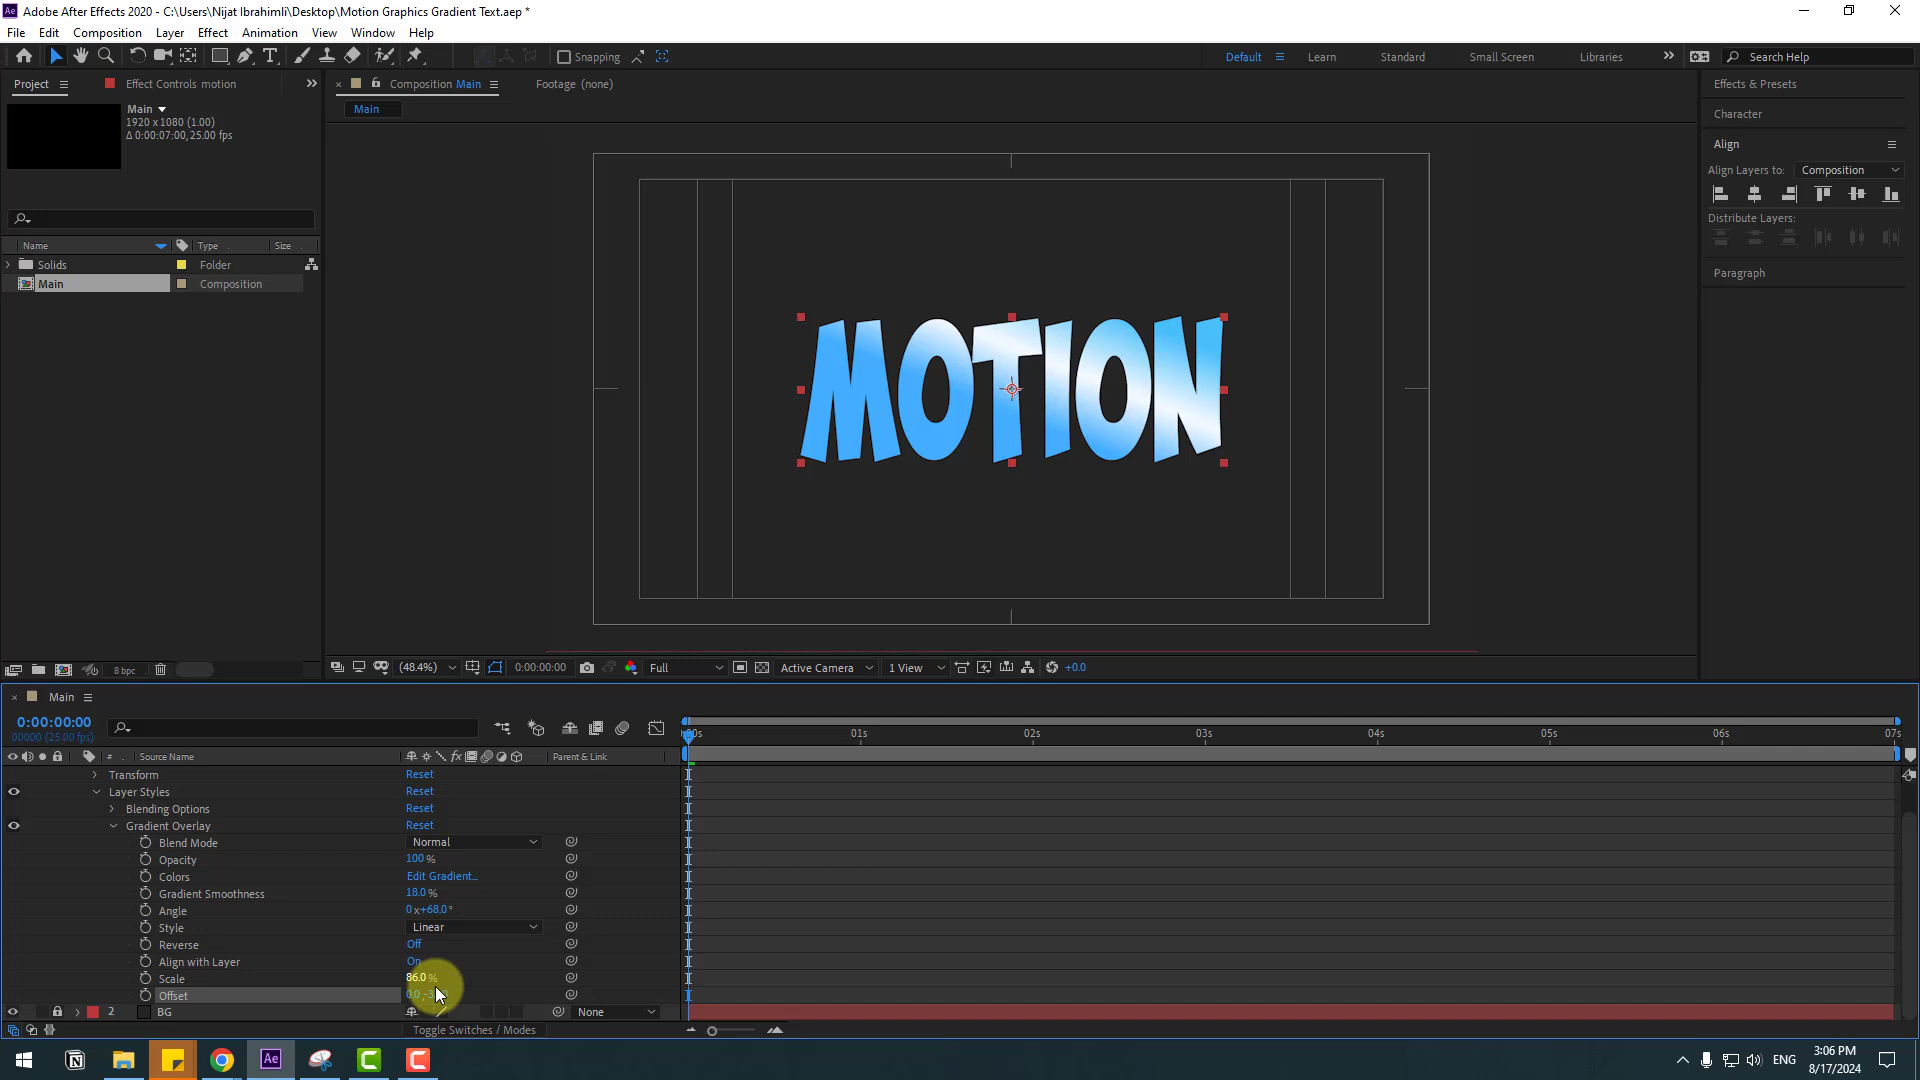 Adobe After Effects 2020 - C:\Users\Nijat Ibrahimli\Desktop\Motion Graphics Gradient Text.aep *
File Edit Composition Layer Effect Animation View Window Help
Snapping Default Learn Standard Small Screen Libraries Search Help
Project Effect Controls motion Composition Main Footage (none) Effects & Presets
Main
Main
1920 x 1080 (1.00)
Δ 0:00:07:00, 25.00 fps
Character
Align
Align Layers to: Composition
Distribute Layers:
Paragraph
Name Type Size
Solids Folder
Main Composition
MOTION
8 bpc (48.4%) 0:00:00:00 Full Active Camera 1 View +0.0
Main
0:00:00:00
00000 (25.00 fps)
01s 02s 03s 04s 05s 06s 07s
# Source Name Parent & Link
Transform Reset
Layer Styles Reset
Blending Options Reset
Gradient Overlay Reset
Blend Mode Normal
Opacity 100 %
Colors Edit Gradient...
Gradient Smoothness 18.0 %
Angle 0 x+68.0 °
Style Linear
Reverse Off
Align with Layer On
Scale 86.0 %
Offset
2 BG None
Toggle Switches / Modes
ENG 3:06 PM
8/17/2024